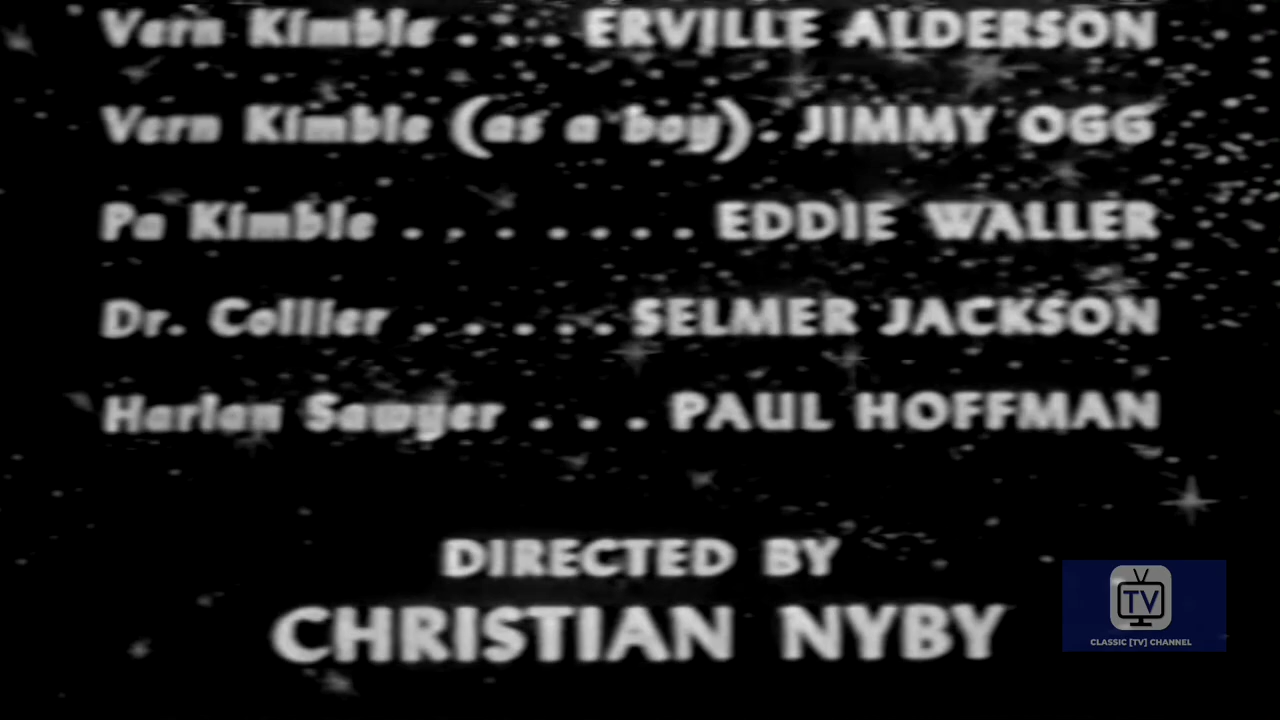 Vern Kimble . . . . ERVILLE ALDERSON
Vern Kimble (as a boy) . JIMMY OGG
Pa Kimble . . . . . . . EDDIE WALLER
Dr. Collier . . . . . SELMER JACKSON
Harlan Sawyer . . . PAUL HOFFMAN
DIRECTED BY
CHRISTIAN NYBY
TV
CLASSIC [TV] CHANNEL